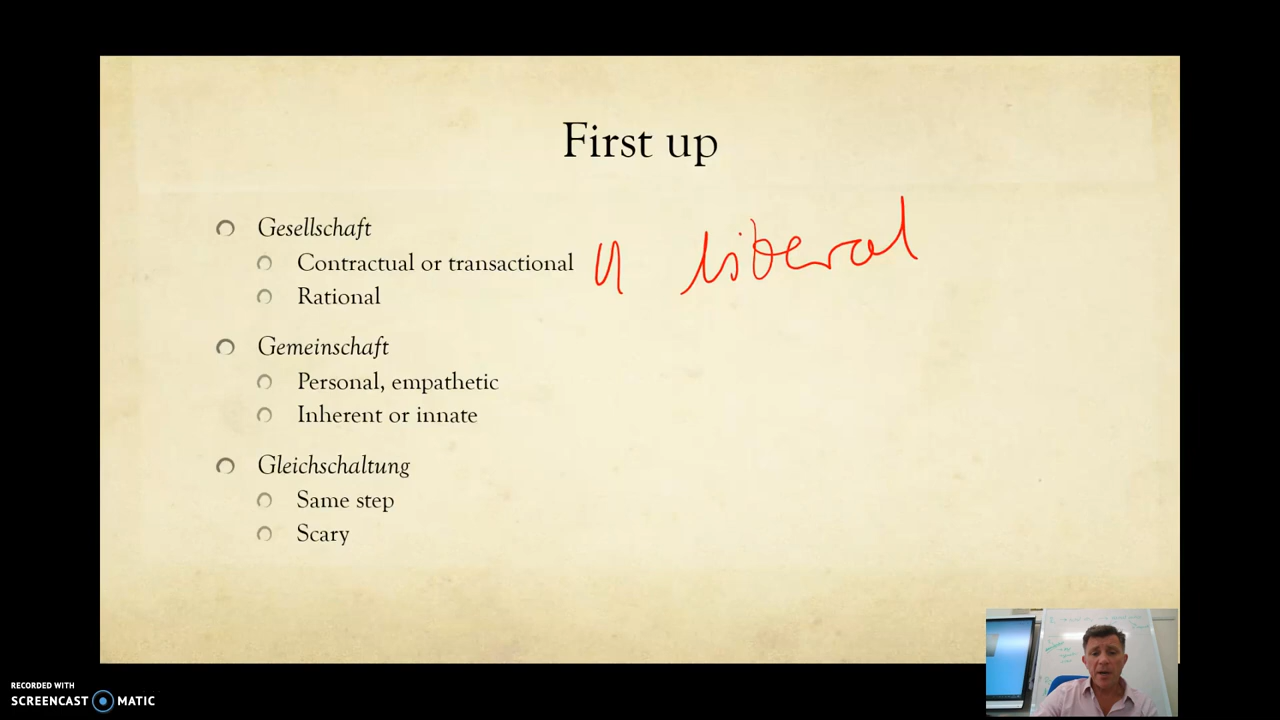 First up
Gesellschaft
Contractual or transactional
liberal
Rational
Gemeinschaft
Personal, empathetic
Inherent or innate
Gleichschaltung
Same step
Scary
RECORDED WITH
SCREENCAST MATIC